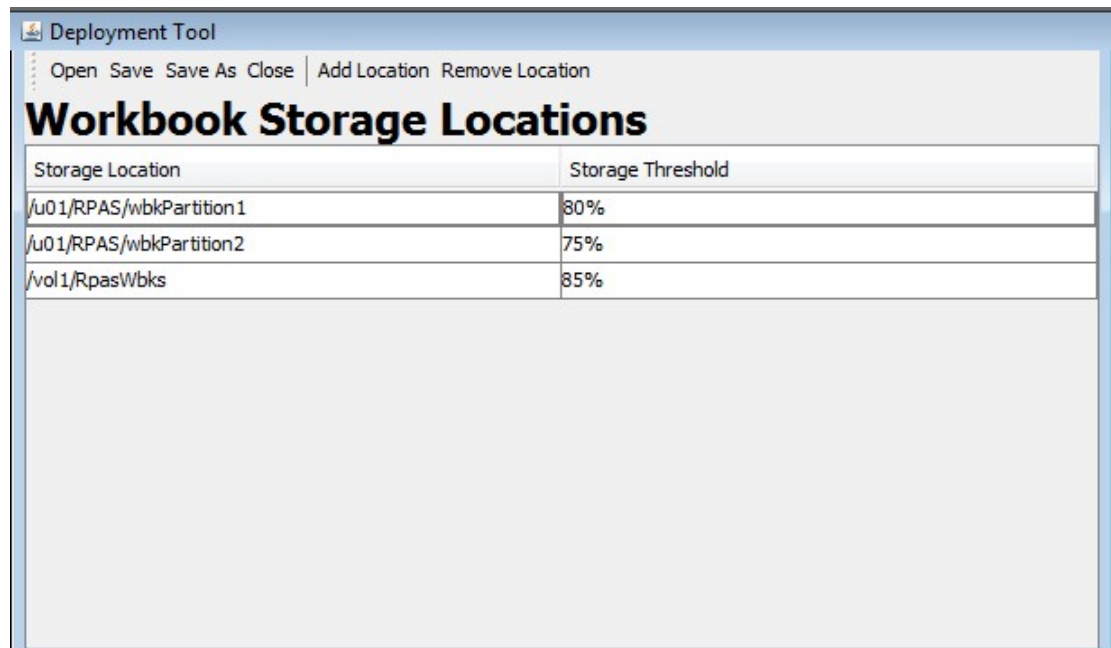 Deployment Tool
Open Save Save As Close Add Location Remove Location
Workbook Storage Locations
Storage Location Storage Threshold
/u01/RPAS/wbkPartition1 80%
/u01/RPAS/wbkPartition2 75%
/vol1/RpasWbks 85%